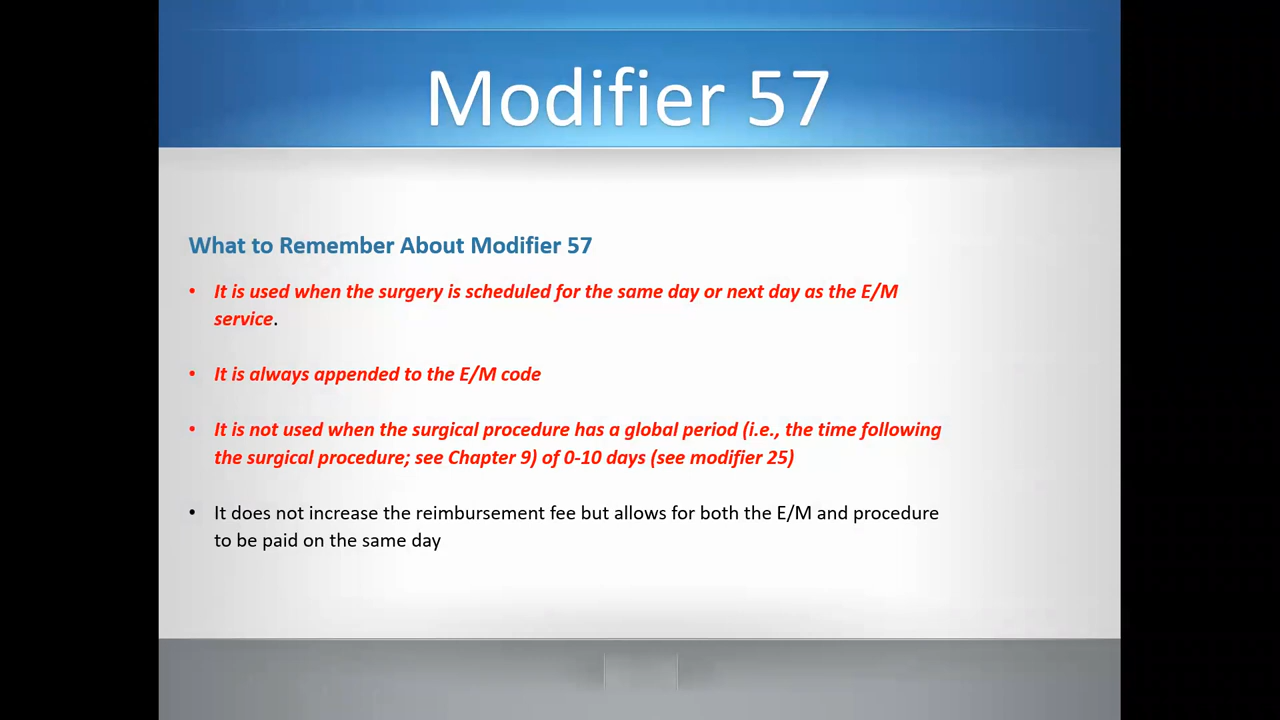 Modifier 57
What to Remember About Modifier 57
• It is used when the surgery is scheduled for the same day or next day as the E/M
service.
• It is always appended to the E/M code
• It is not used when the surgical procedure has a global period (i.e., the time following
the surgical procedure; see Chapter 9) of 0-10 days (see modifier 25)
• It does not increase the reimbursement fee but allows for both the E/M and procedure
to be paid on the same day